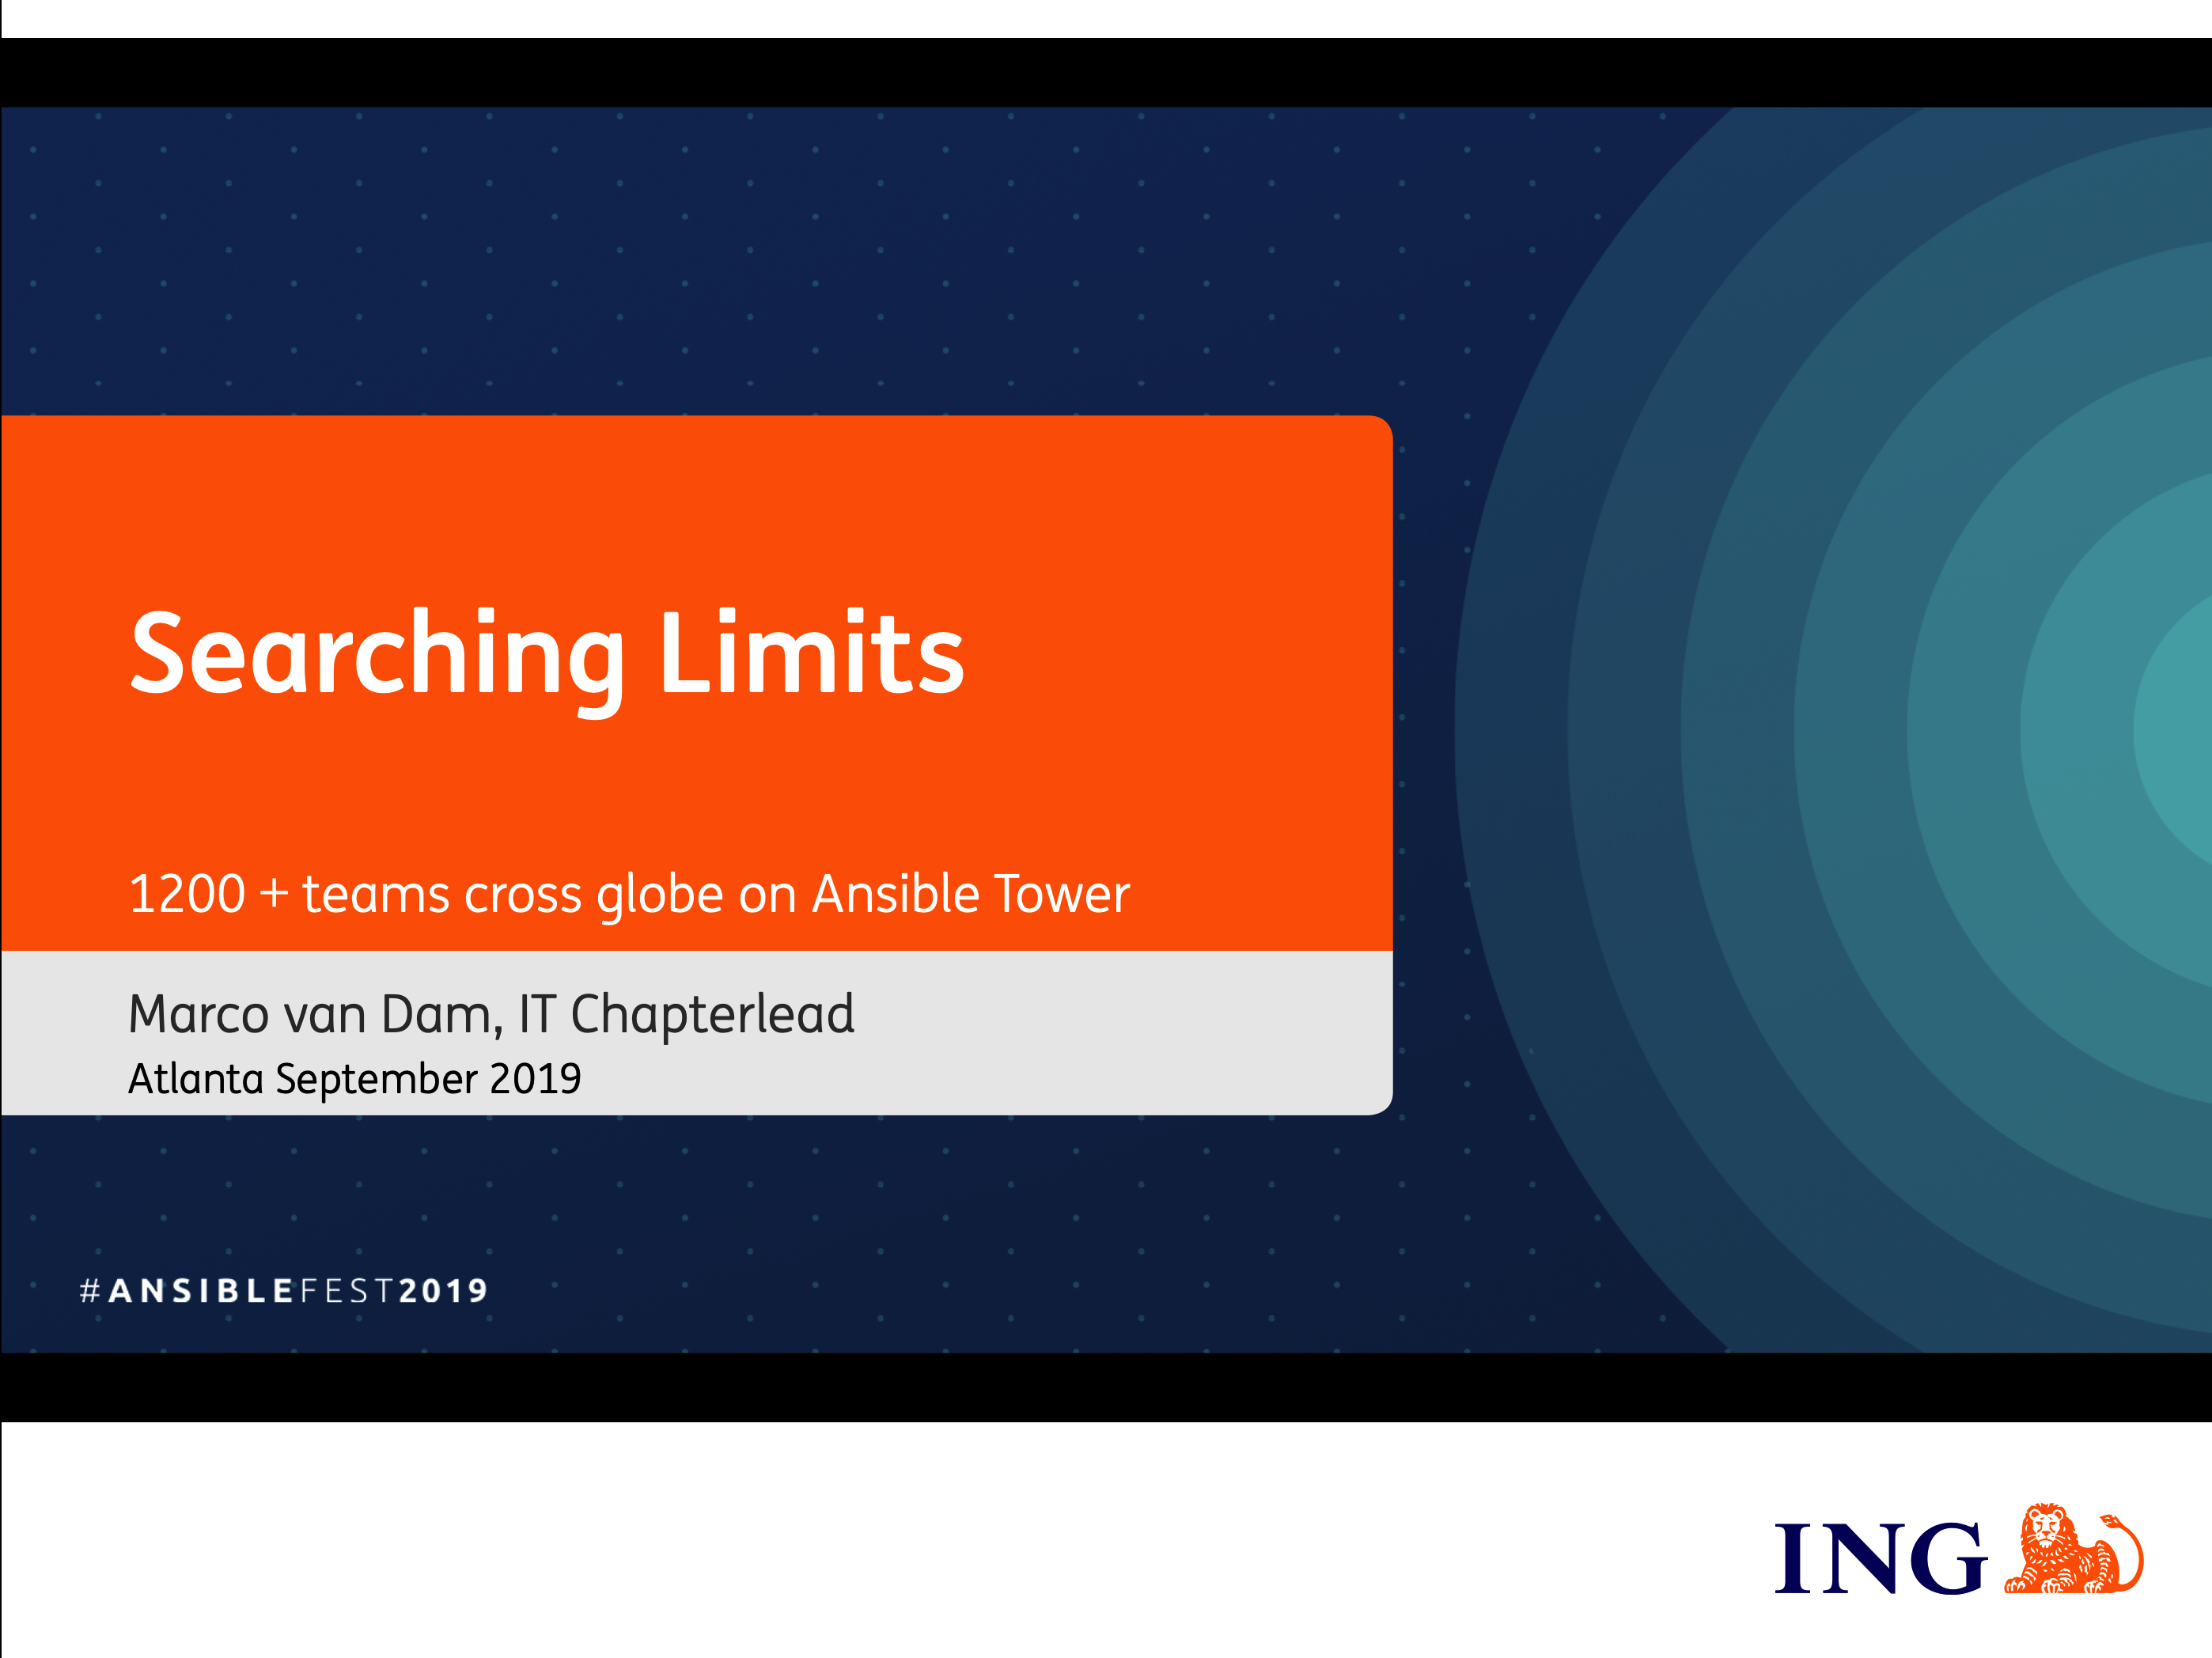 Searching Limits
1200 + teams cross globe on Ansible Tower
Marco van Dam, IT Chapterlead
Atlanta September 2019
#ANSIBLEFEST2019
ING